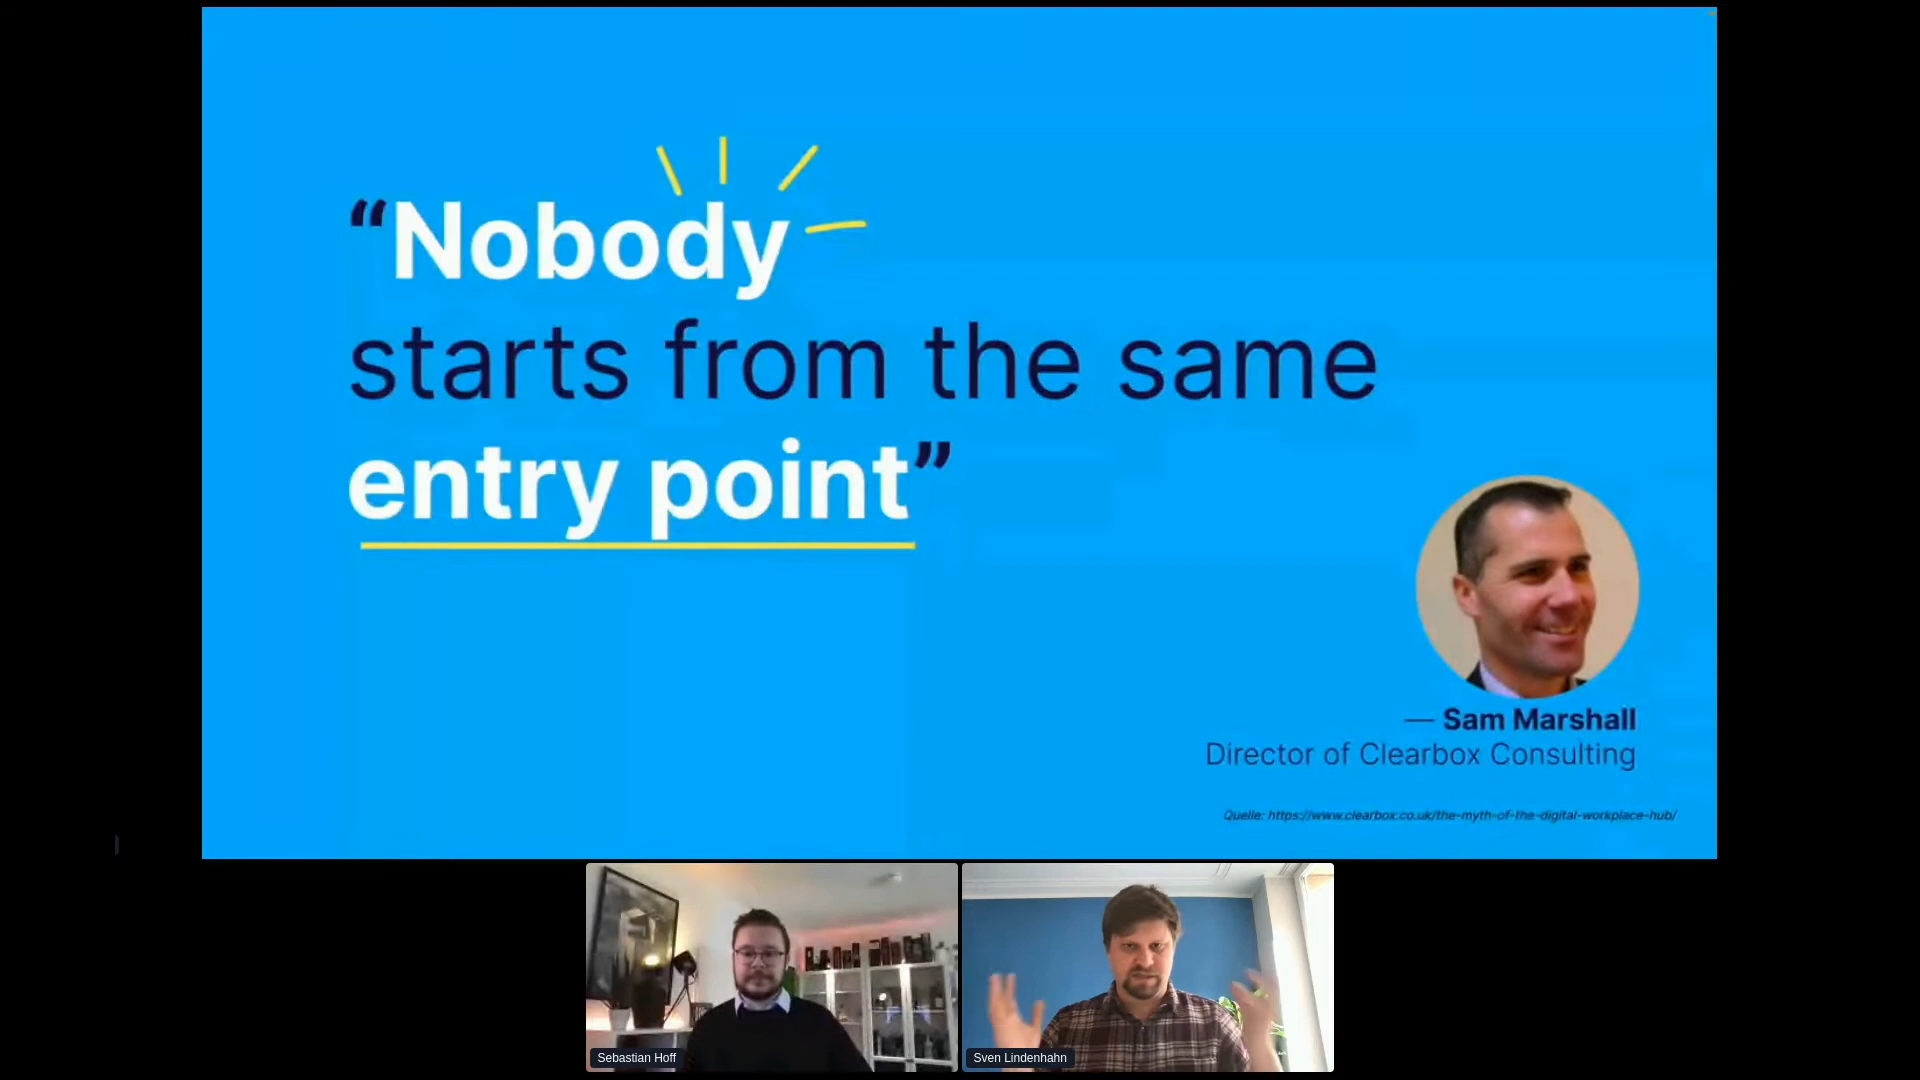 “Nobody
starts from the same
entry point”
— Sam Marshall
Director of Clearbox Consulting
Quelle: https://www.clearbox.co.uk/the-myth-of-the-digital-workplace-hub/
Sebastian Hoff
Sven Lindenhahn